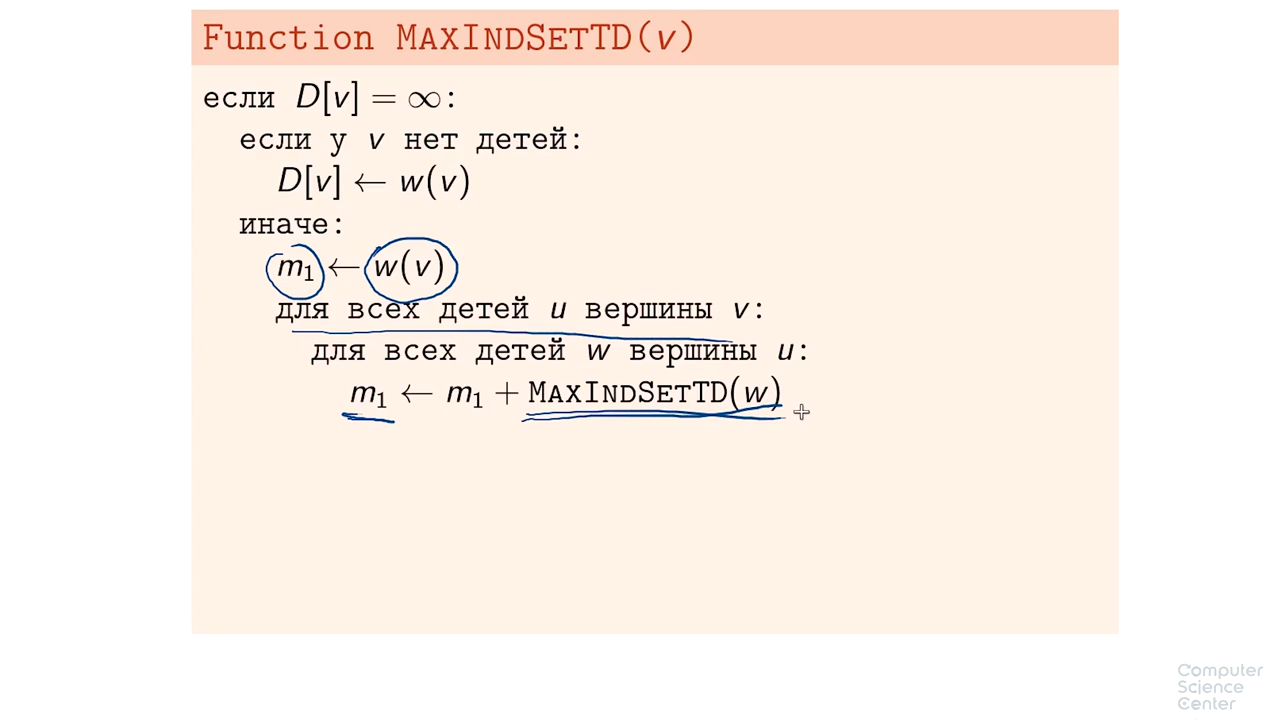 Function MAXINDSETTD(v)
если D[v] = ∞:
если у v нет детей:
D[v] ← w(v)
иначе:
m₁ ← w(v)
для всех детей u вершины v:
для всех детей w вершины u:
m₁ ← m₁ + MAXINDSETTD(w)
Computer
Science
Center